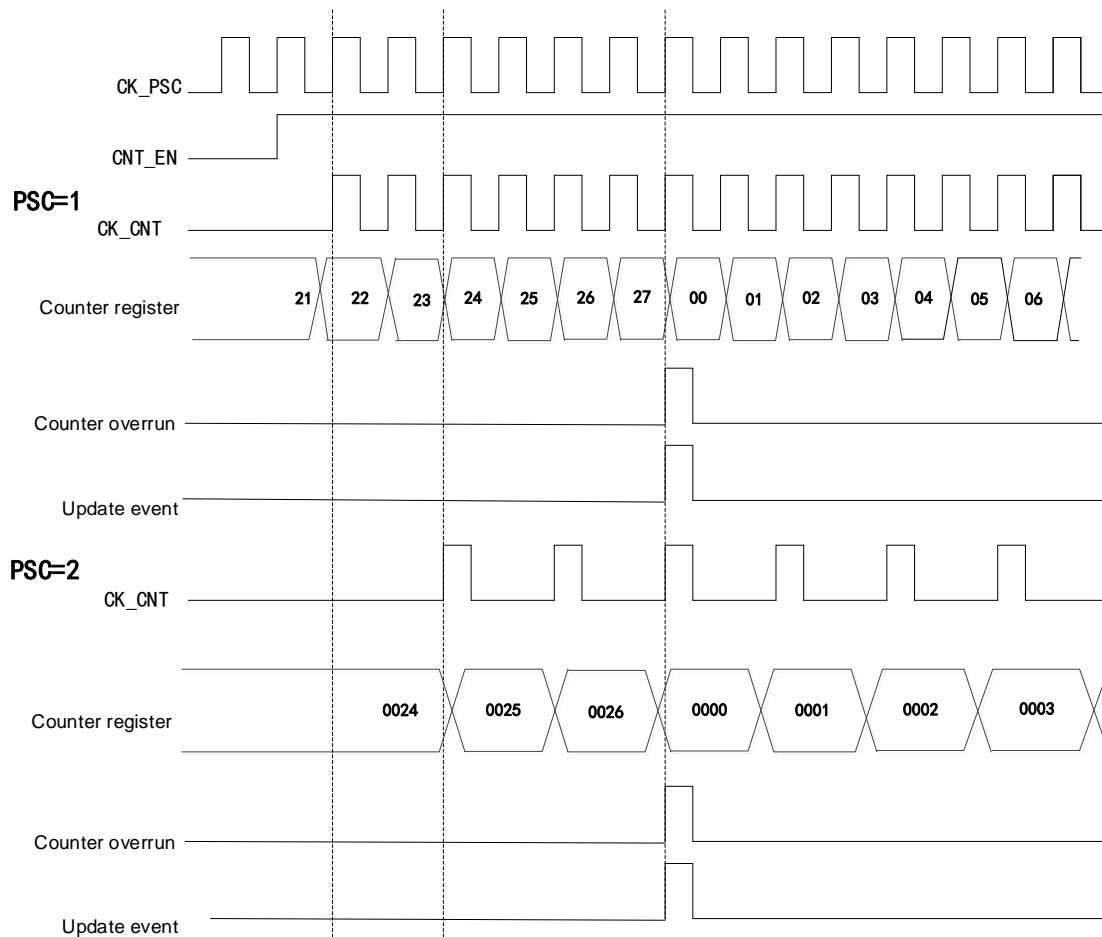 CK_PSC
CNT_EN
PSC=1
CK_CNT
Counter register 21 22 23 24 25 26 27 00 01 02 03 04 05 06
Counter overrun
Update event
PSC=2
CK_CNT
Counter register 0024 0025 0026 0000 0001 0002 0003
Counter overrun
Update event